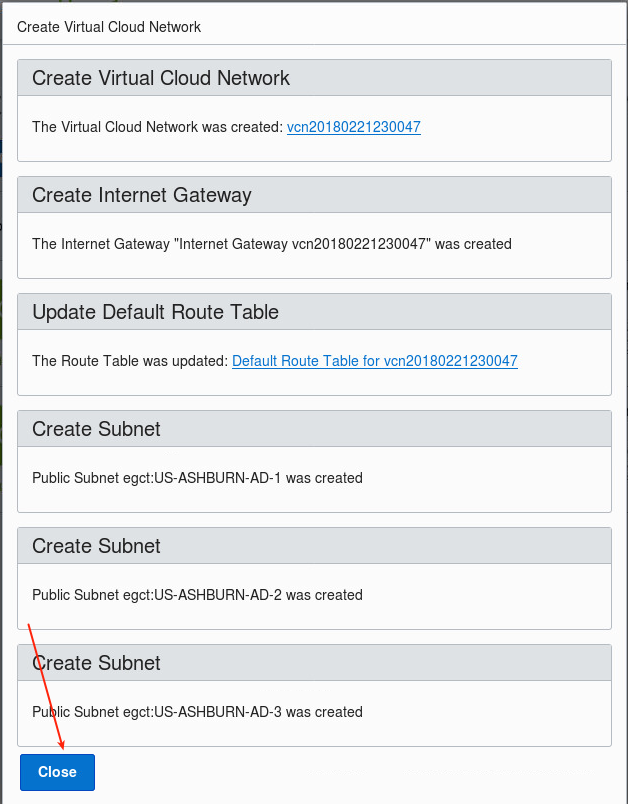 Create Virtual Cloud Network
Create Virtual Cloud Network
The Virtual Cloud Network was created: vcn20180221230047
Create Internet Gateway
The Internet Gateway "Internet Gateway vcn20180221230047" was created
Update Default Route Table
The Route Table was updated: Default Route Table for vcn20180221230047
Create Subnet
Public Subnet egct:US-ASHBURN-AD-1 was created
Create Subnet
Public Subnet egct:US-ASHBURN-AD-2 was created
Create Subnet
Public Subnet egct:US-ASHBURN-AD-3 was created
Close